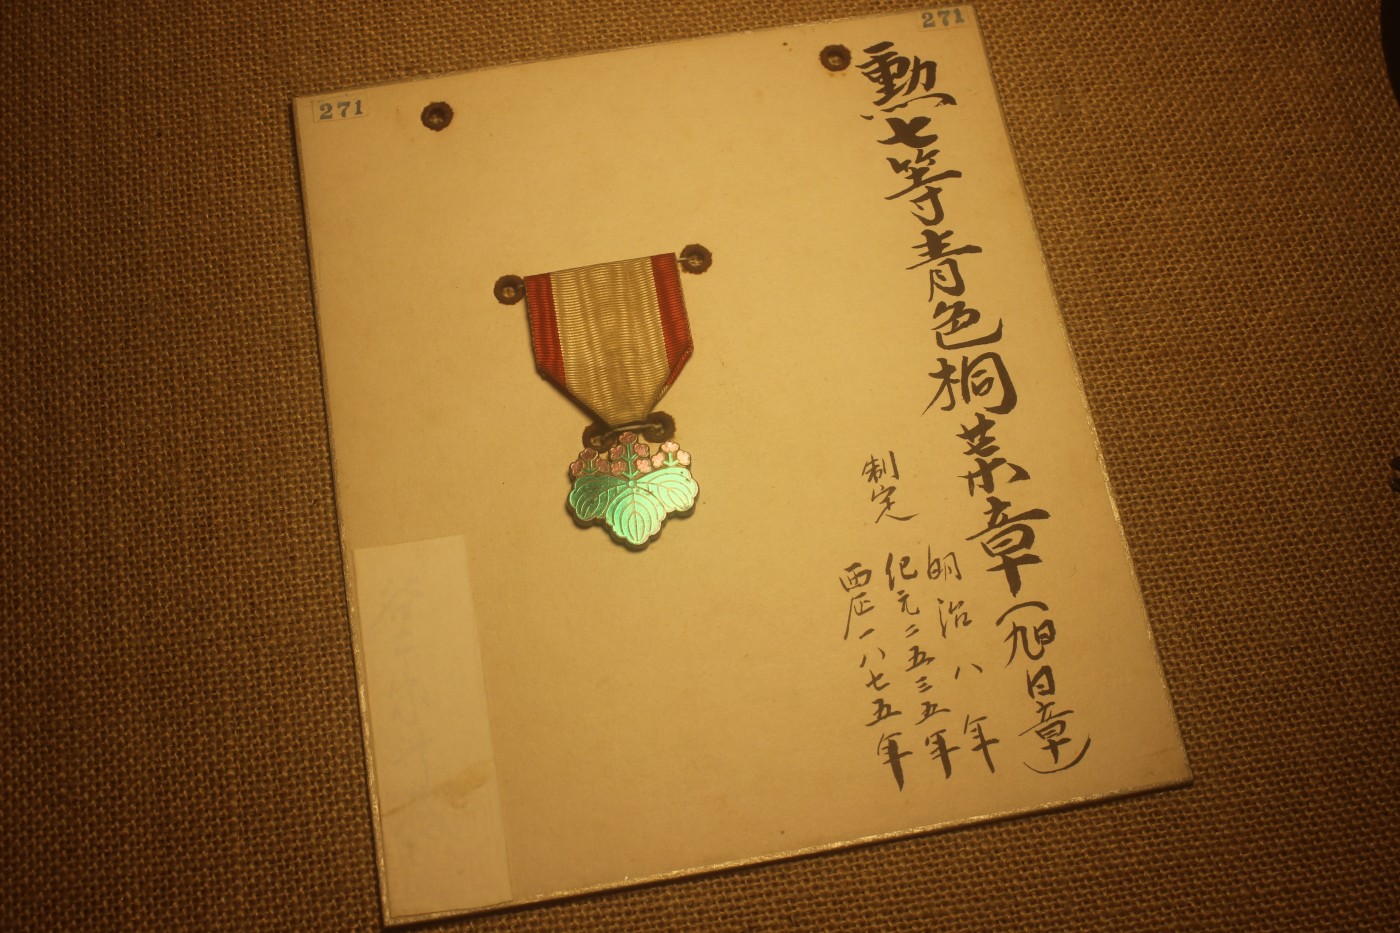 271
271
勲七等青色桐葉章（旭日章）
制定
明治八年
紀元二五三五年
西暦一八七五年